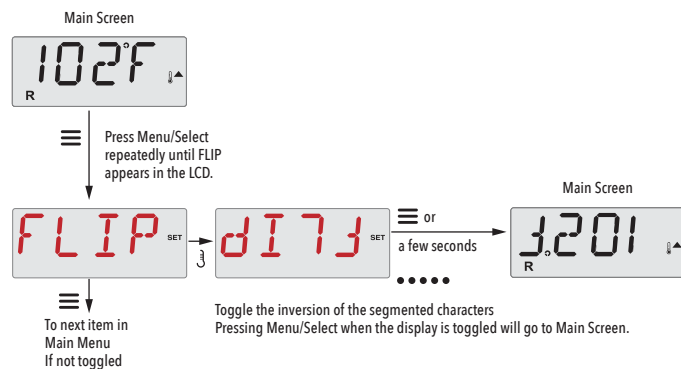 Main Screen
102°F
R
Press Menu/Select
repeatedly until FLIP
appears in the LCD.
FLIP SET
dI7J SET
or
a few seconds
Main Screen
J.201
R
To next item in
Main Menu
If not toggled
Toggle the inversion of the segmented characters
Pressing Menu/Select when the display is toggled will go to Main Screen.